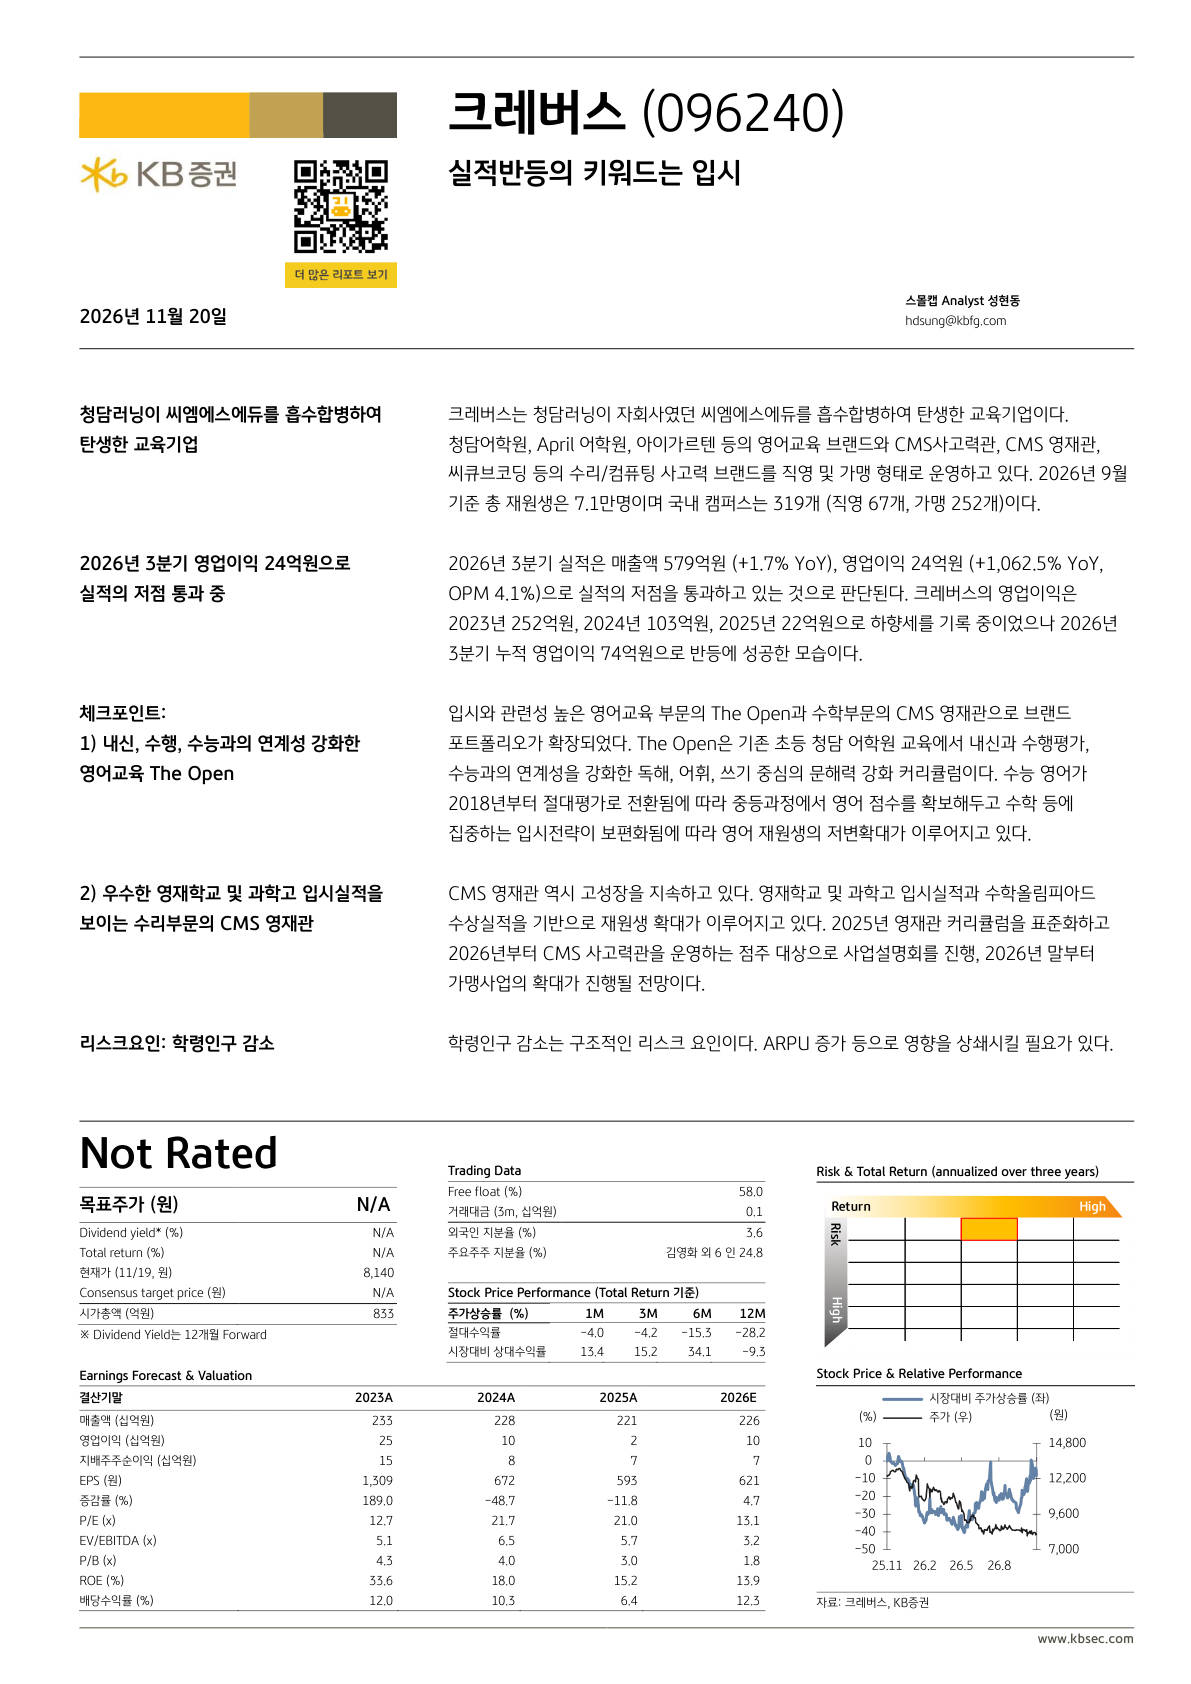 크레버스 (096240)
실적반등의 키워드는 입시
KB증권
더 많은 리포트 보기
2026년 11월 20일
스몰캡 Analyst 성현동
hdsung@kbfg.com
청담러닝이 씨엠에스에듀를 흡수합병하여
탄생한 교육기업
크레버스는 청담러닝이 자회사였던 씨엠에스에듀를 흡수합병하여 탄생한 교육기업이다.
청담어학원, April 어학원, 아이가르텐 등의 영어교육 브랜드와 CMS사고력관, CMS 영재관,
씨큐브코딩 등의 수리/컴퓨팅 사고력 브랜드를 직영 및 가맹 형태로 운영하고 있다. 2026년 9월
기준 총 재원생은 7.1만명이며 국내 캠퍼스는 319개 (직영 67개, 가맹 252개)이다.
2026년 3분기 영업이익 24억원으로
실적의 저점 통과 중
2026년 3분기 실적은 매출액 579억원 (+1.7% YoY), 영업이익 24억원 (+1,062.5% YoY,
OPM 4.1%)으로 실적의 저점을 통과하고 있는 것으로 판단된다. 크레버스의 영업이익은
2023년 252억원, 2024년 103억원, 2025년 22억원으로 하향세를 기록 중이었으나 2026년
3분기 누적 영업이익 74억원으로 반등에 성공한 모습이다.
체크포인트:
1) 내신, 수행, 수능과의 연계성 강화한
영어교육 The Open
입시와 관련성 높은 영어교육 부문의 The Open과 수학부문의 CMS 영재관으로 브랜드
포트폴리오가 확장되었다. The Open은 기존 초등 청담 어학원 교육에서 내신과 수행평가,
수능과의 연계성을 강화한 독해, 어휘, 쓰기 중심의 문해력 강화 커리큘럼이다. 수능 영어가
2018년부터 절대평가로 전환됨에 따라 중등과정에서 영어 점수를 확보해두고 수학 등에
집중하는 입시전략이 보편화됨에 따라 영어 재원생의 저변확대가 이루어지고 있다.
2) 우수한 영재학교 및 과학고 입시실적을
보이는 수리부문의 CMS 영재관
CMS 영재관 역시 고성장을 지속하고 있다. 영재학교 및 과학고 입시실적과 수학올림피아드
수상실적을 기반으로 재원생 확대가 이루어지고 있다. 2025년 영재관 커리큘럼을 표준화하고
2026년부터 CMS 사고력관을 운영하는 점주 대상으로 사업설명회를 진행, 2026년 말부터
가맹사업의 확대가 진행될 전망이다.
리스크요인: 학령인구 감소
학령인구 감소는 구조적인 리스크 요인이다. ARPU 증가 등으로 영향을 상쇄시킬 필요가 있다.
Not Rated
목표주가 (원) N/A
Dividend yield* (%) N/A
Total return (%) N/A
현재가 (11/19, 원) 8,140
Consensus target price (원) N/A
시가총액 (억원) 833
※ Dividend Yield는 12개월 Forward
Trading Data
Free float (%) 58.0
거래대금 (3m, 십억원) 0.1
외국인 지분율 (%) 3.6
주요주주 지분율 (%) 김영화 외 6 인 24.8
Stock Price Performance (Total Return 기준)
주가상승률 (%) 1M 3M 6M 12M
절대수익률 −4.0 −4.2 −15.3 −28.2
시장대비 상대수익률 13.4 15.2 34.1 −9.3
Earnings Forecast & Valuation
결산기말 2023A 2024A 2025A 2026E
매출액 (십억원) 233 228 221 226
영업이익 (십억원) 25 10 2 10
지배주주순이익 (십억원) 15 8 7 7
EPS (원) 1,309 672 593 621
증감률 (%) 189.0 −48.7 −11.8 4.7
P/E (x) 12.7 21.7 21.0 13.1
EV/EBITDA (x) 5.1 6.5 5.7 3.2
P/B (x) 4.3 4.0 3.0 1.8
ROE (%) 33.6 18.0 15.2 13.9
배당수익률 (%) 12.0 10.3 6.4 12.3
Risk & Total Return (annualized over three years)
Return High
Risk
High
Stock Price & Relative Performance
시장대비 주가상승률 (좌)
(%) 주가 (우) (원)
10 14,800
0
−10 12,200
−20
−30 9,600
−40
−50 7,000
25.11 26.2 26.5 26.8
자료: 크레버스, KB증권
www.kbsec.com